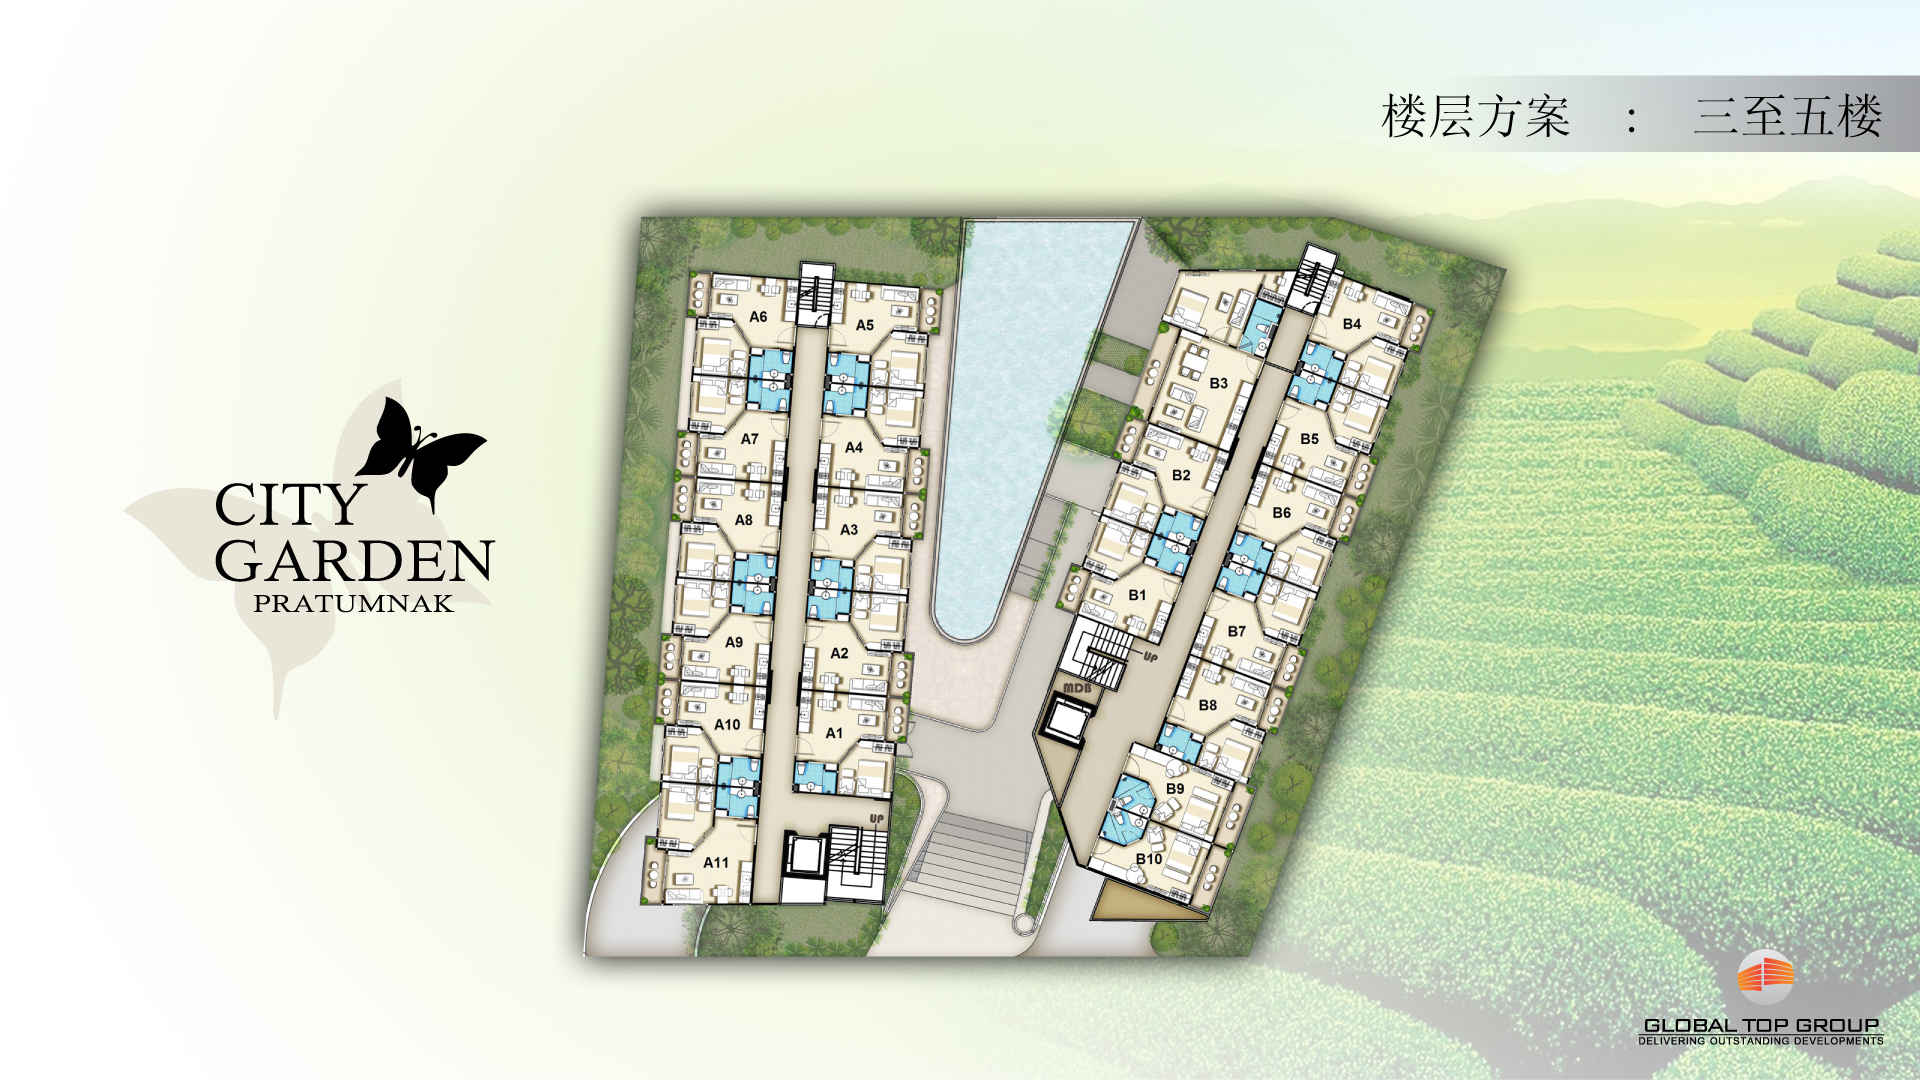 楼层方案 : 三至五楼
CITY
GARDEN
PRATUMNAK
A6
A5
A7
A4
A8
A3
A9
A2
A10
A1
A11
UP
B4
B3
B5
B2
B6
B1
B7
UP
MDB
B8
B9
B10
GLOBAL TOP GROUP
DELIVERING OUTSTANDING DEVELOPMENTS